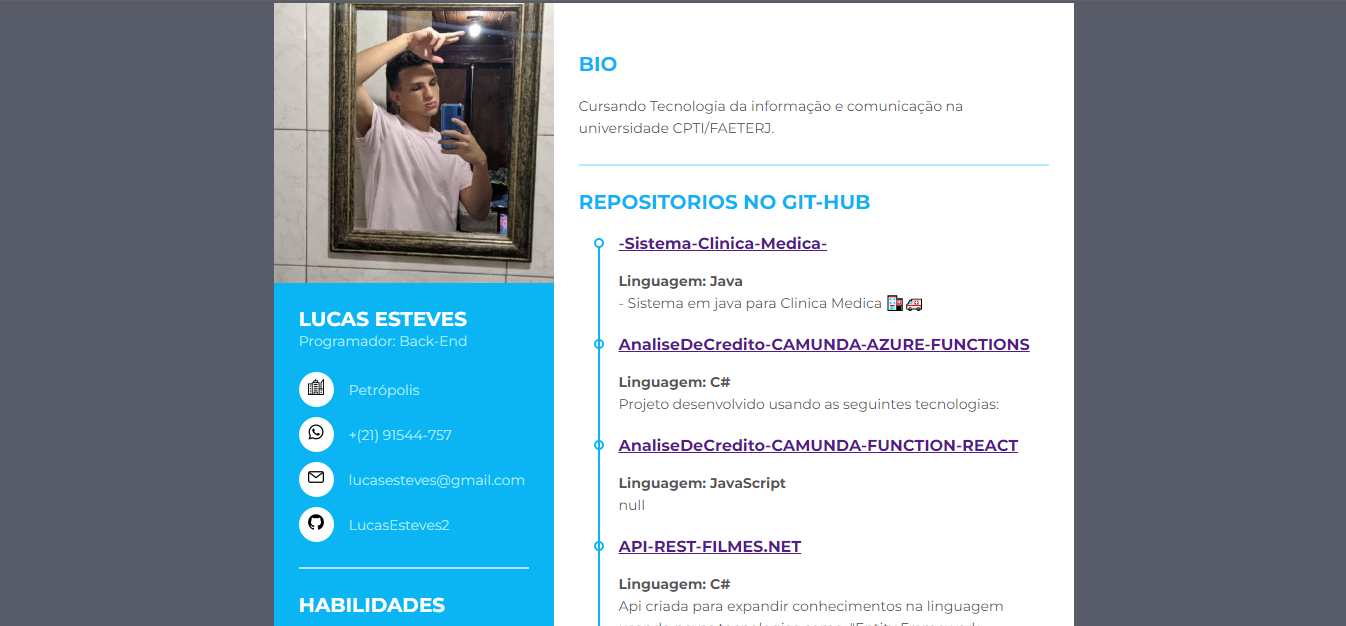 LUCAS ESTEVES
Programador: Back-End
Petrópolis
+(21) 91544-757
lucasesteves@gmail.com
LucasEsteves2
HABILIDADES
BIO
Cursando Tecnologia da informação e comunicação na
universidade CPTI/FAETERJ.
REPOSITORIOS NO GIT-HUB
-Sistema-Clinica-Medica-
Linguagem: Java
- Sistema em java para Clinica Medica 🏥🚑
AnaliseDeCredito-CAMUNDA-AZURE-FUNCTIONS
Linguagem: C#
Projeto desenvolvido usando as seguintes tecnologias:
AnaliseDeCredito-CAMUNDA-FUNCTION-REACT
Linguagem: JavaScript
null
API-REST-FILMES.NET
Linguagem: C#
Api criada para expandir conhecimentos na linguagem